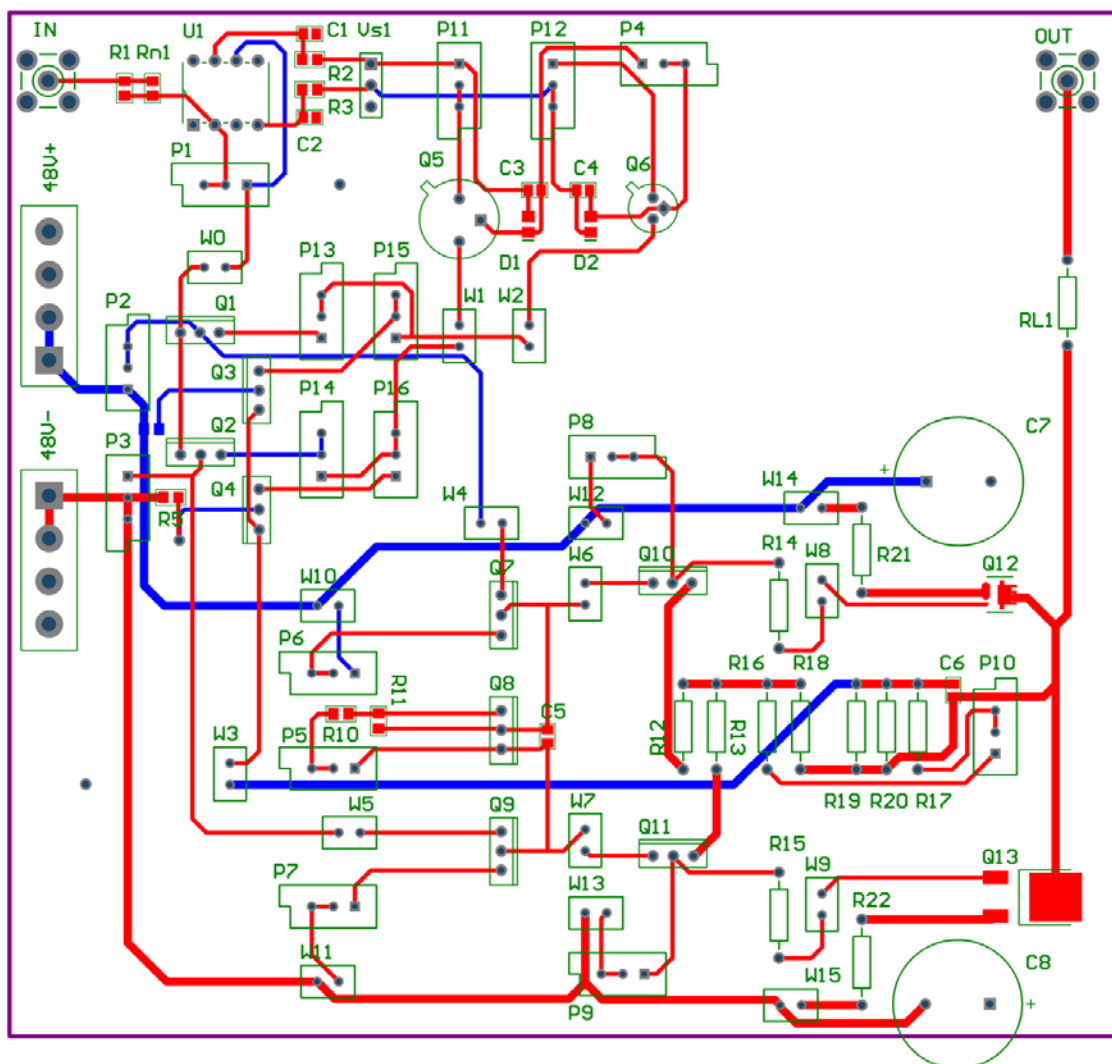 IN
U1
C1
Vs1
P11
P12
P4
OUT
R1
Rn1
R2
R3
C2
48V+
P1
Q5
C3
C4
Q6
W0
P13
P15
D1
D2
P2
Q1
W1
W2
RL1
Q3
P14
P16
48V-
P3
Q2
P8
C7
Q4
W4
W12
W14
R5
R14
R21
W10
Q7
W6
Q10
W8
Q12
P6
R11
Q8
R16
R18
C6
P10
W3
P5
R10
C5
R12
R13
W5
Q9
W7
Q11
R19
R20
R17
R15
W9
Q13
P7
W13
R22
W11
P9
W15
C8
+
+